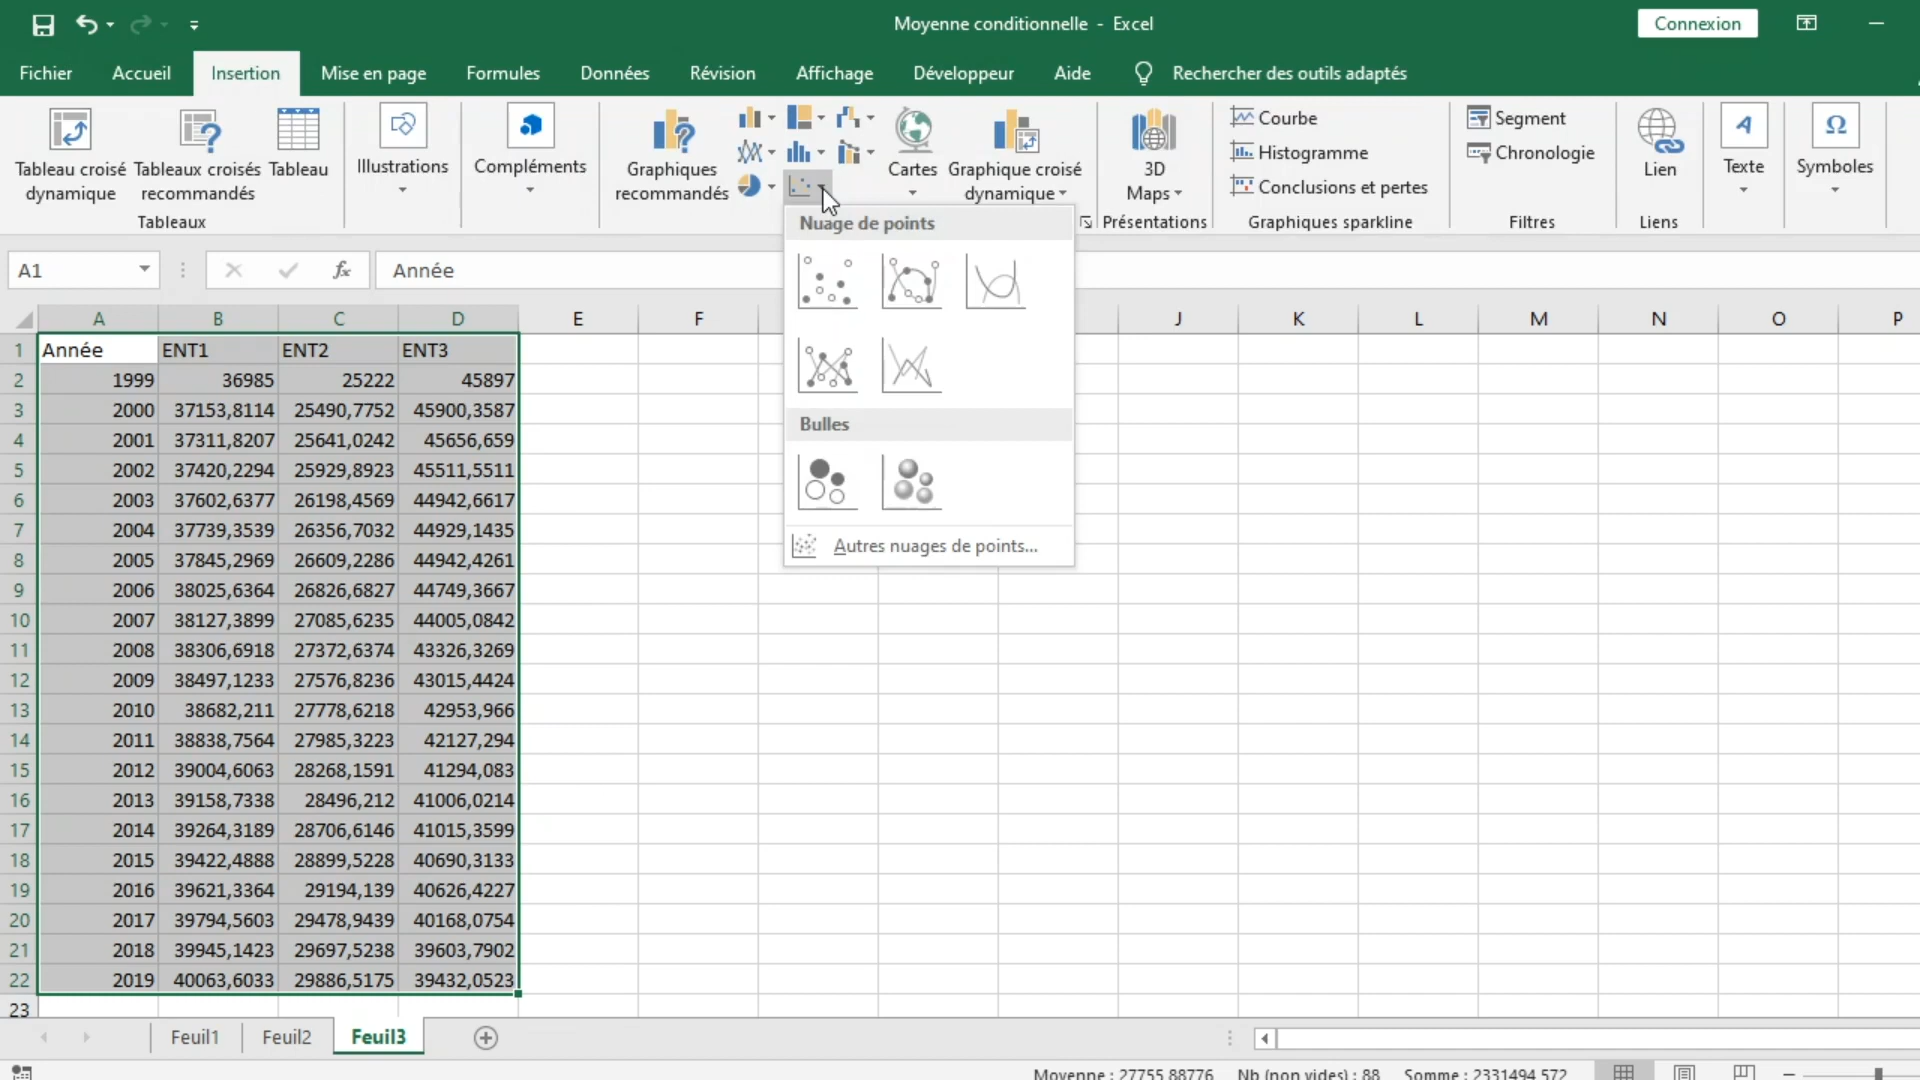 Moyenne conditionnelle - Excel
Connexion
Fichier Accueil Insertion Mise en page Formules Données Révision Affichage Développeur Aide Rechercher des outils adaptés
Tableau croisé dynamique
Tableaux croisés recommandés
Tableau
Tableaux
Illustrations
Compléments
Graphiques recommandés
Cartes
Graphique croisé dynamique
3D Maps
Présentations
Courbe
Histogramme
Conclusions et pertes
Graphiques sparkline
Segment
Chronologie
Filtres
Lien
Liens
A
Texte
Ω
Symboles
A1
fx
Année
Nuage de points
Bulles
Autres nuages de points...
A B C D E F J K L M N O P
1 Année ENT1 ENT2 ENT3
2 1999 36985 25222 45897
3 2000 37153,8114 25490,7752 45900,3587
4 2001 37311,8207 25641,0242 45656,659
5 2002 37420,2294 25929,8923 45511,5511
6 2003 37602,6377 26198,4569 44942,6617
7 2004 37739,3539 26356,7032 44929,1435
8 2005 37845,2969 26609,2286 44942,4261
9 2006 38025,6364 26826,6827 44749,3667
10 2007 38127,3899 27085,6235 44005,0842
11 2008 38306,6918 27372,6374 43326,3269
12 2009 38497,1233 27576,8236 43015,4424
13 2010 38682,211 27778,6218 42953,966
14 2011 38838,7564 27985,3223 42127,294
15 2012 39004,6063 28268,1591 41294,083
16 2013 39158,7338 28496,212 41006,0214
17 2014 39264,3189 28706,6146 41015,3599
18 2015 39422,4888 28899,5228 40690,3133
19 2016 39621,3364 29194,139 40626,4227
20 2017 39794,5603 29478,9439 40168,0754
21 2018 39945,1423 29697,5238 39603,7902
22 2019 40063,6033 29886,5175 39432,0523
23
Feuil1 Feuil2 Feuil3
Moyenne : 27755,88776 Nb (non vides) : 88 Somme : 2331494,572